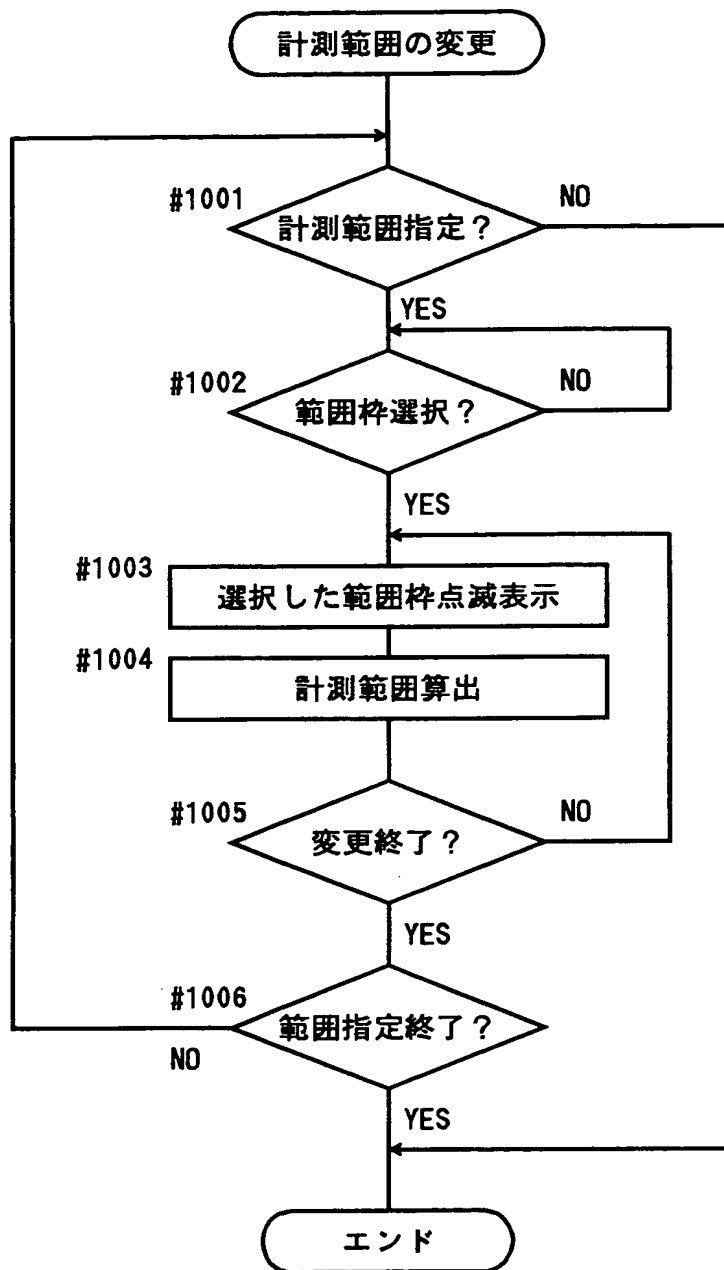 計測範囲の変更
#1001
NO
計測範囲指定?
YES
#1002
NO
範囲枠選択?
YES
#1003
選択した範囲枠点滅表示
#1004
計測範囲算出
#1005
NO
変更終了?
YES
#1006
範囲指定終了?
NO
YES
エンド